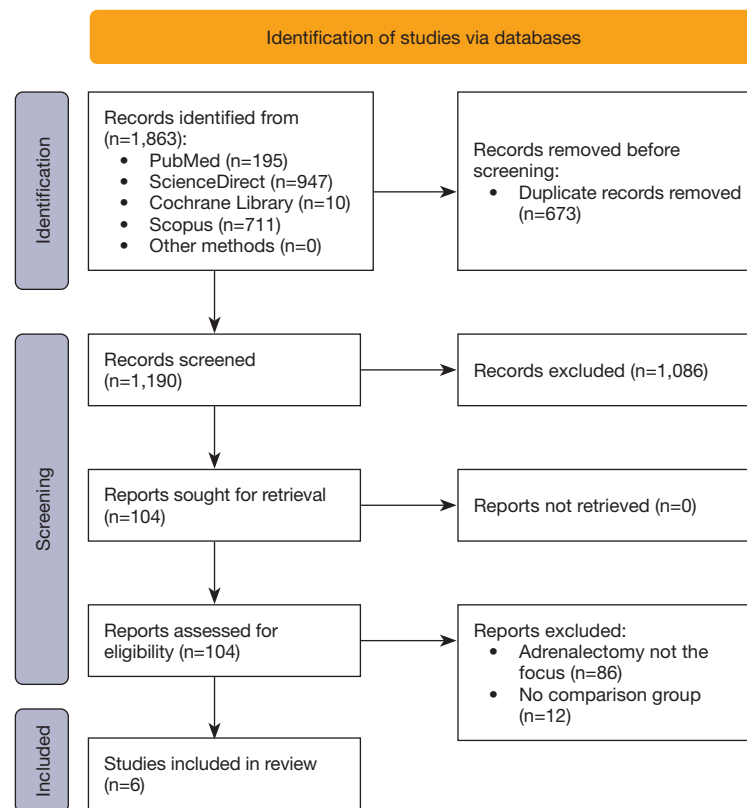 Identification of studies via databases
Identification
Records identified from
(n=1,863):
• PubMed (n=195)
• ScienceDirect (n=947)
• Cochrane Library (n=10)
• Scopus (n=711)
• Other methods (n=0)
Records removed before
screening:
• Duplicate records removed
(n=673)
Screening
Records screened
(n=1,190)
Records excluded (n=1,086)
Reports sought for retrieval
(n=104)
Reports not retrieved (n=0)
Reports assessed for
eligibility (n=104)
Reports excluded:
• Adrenalectomy not the
focus (n=86)
• No comparison group
(n=12)
Included
Studies included in review
(n=6)